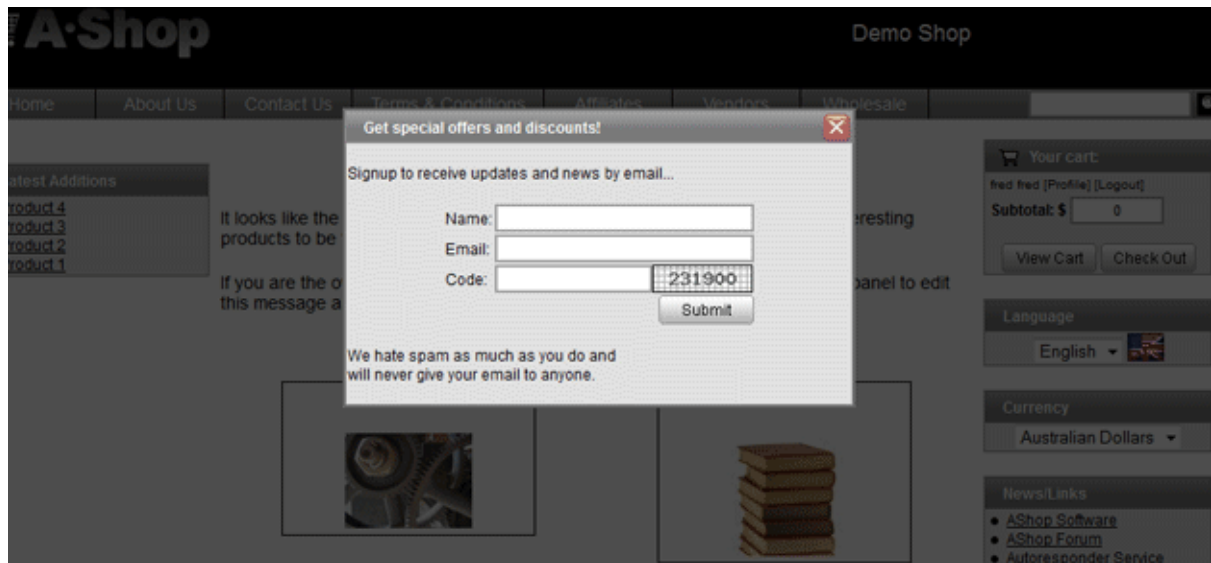 A·Shop
Demo Shop
Home About Us Contact Us Terms & Conditions Affiliates Vendors Wholesale
Get special offers and discounts!
Signup to receive updates and news by email...
Name:
Email:
Code: 231900
Submit
We hate spam as much as you do and
will never give your email to anyone.
atest Additions
roduct 4
roduct 3
roduct 2
roduct 1
It looks like the
resting
products to be
If you are the o
panel to edit
this message a
Your cart:
fred fred [Profile] [Logout]
Subtotal: $ 0
View Cart Check Out
Language
English
Currency
Australian Dollars
News/Links
AShop Software
AShop Forum
Autoresponder Service